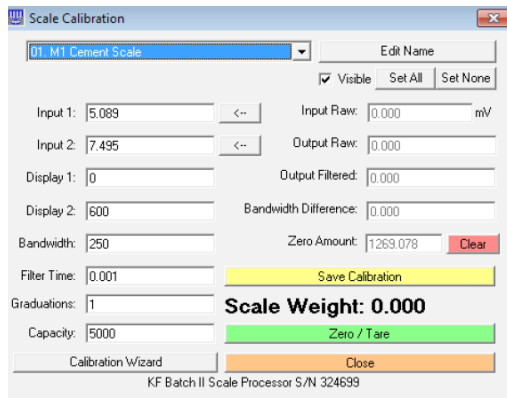 Scale Calibration
01. M1 Cement Scale
Edit Name
Visible Set All Set None
Input 1: 5.089 <-- Input Raw: 0.000 mV
Input 2: 7.495 <-- Output Raw: 0.000
Display 1: 0 Output Filtered: 0.000
Display 2: 600 Bandwidth Difference: 0.000
Bandwidth: 250 Zero Amount: 1269.078 Clear
Filter Time: 0.001 Save Calibration
Graduations: 1 Scale Weight: 0.000
Capacity: 5000 Zero / Tare
Calibration Wizard Close
KF Batch II Scale Processor S/N 324699